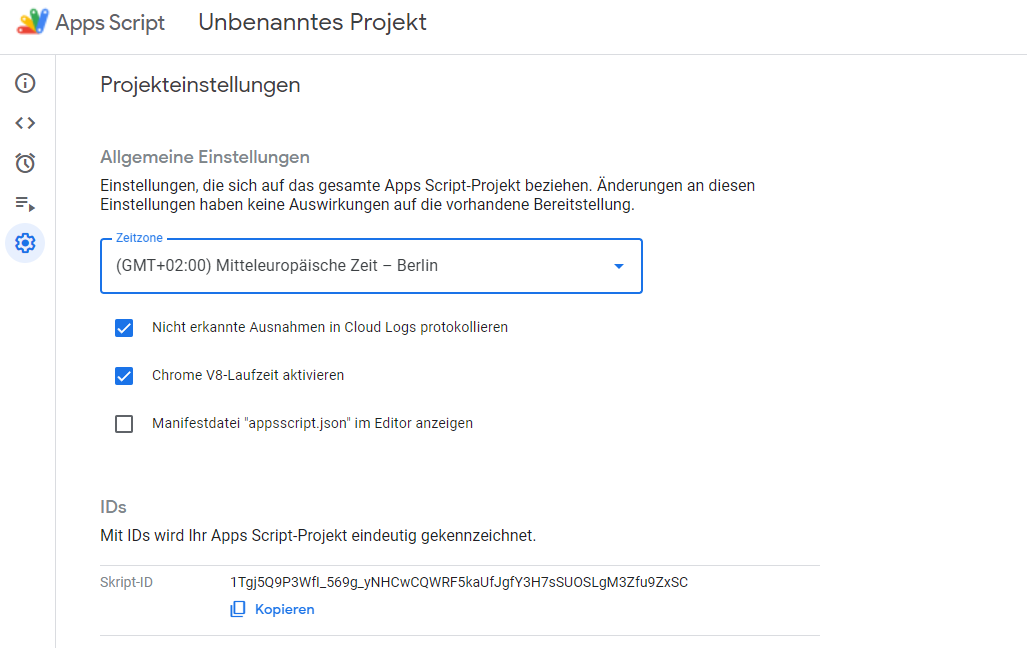 Apps Script Unbenanntes Projekt
Projekteinstellungen
Allgemeine Einstellungen
Einstellungen, die sich auf das gesamte Apps Script-Projekt beziehen. Änderungen an diesen
Einstellungen haben keine Auswirkungen auf die vorhandene Bereitstellung.
Zeitzone
(GMT+02:00) Mitteleuropäische Zeit – Berlin
Nicht erkannte Ausnahmen in Cloud Logs protokollieren
Chrome V8-Laufzeit aktivieren
Manifestdatei "appsscript.json" im Editor anzeigen
IDs
Mit IDs wird Ihr Apps Script-Projekt eindeutig gekennzeichnet.
Skript-ID 1Tgj5Q9P3Wfl_569g_yNHCwCQWRF5kaUfJgfY3H7sSUOSLgM3Zfu9ZxSC
Kopieren